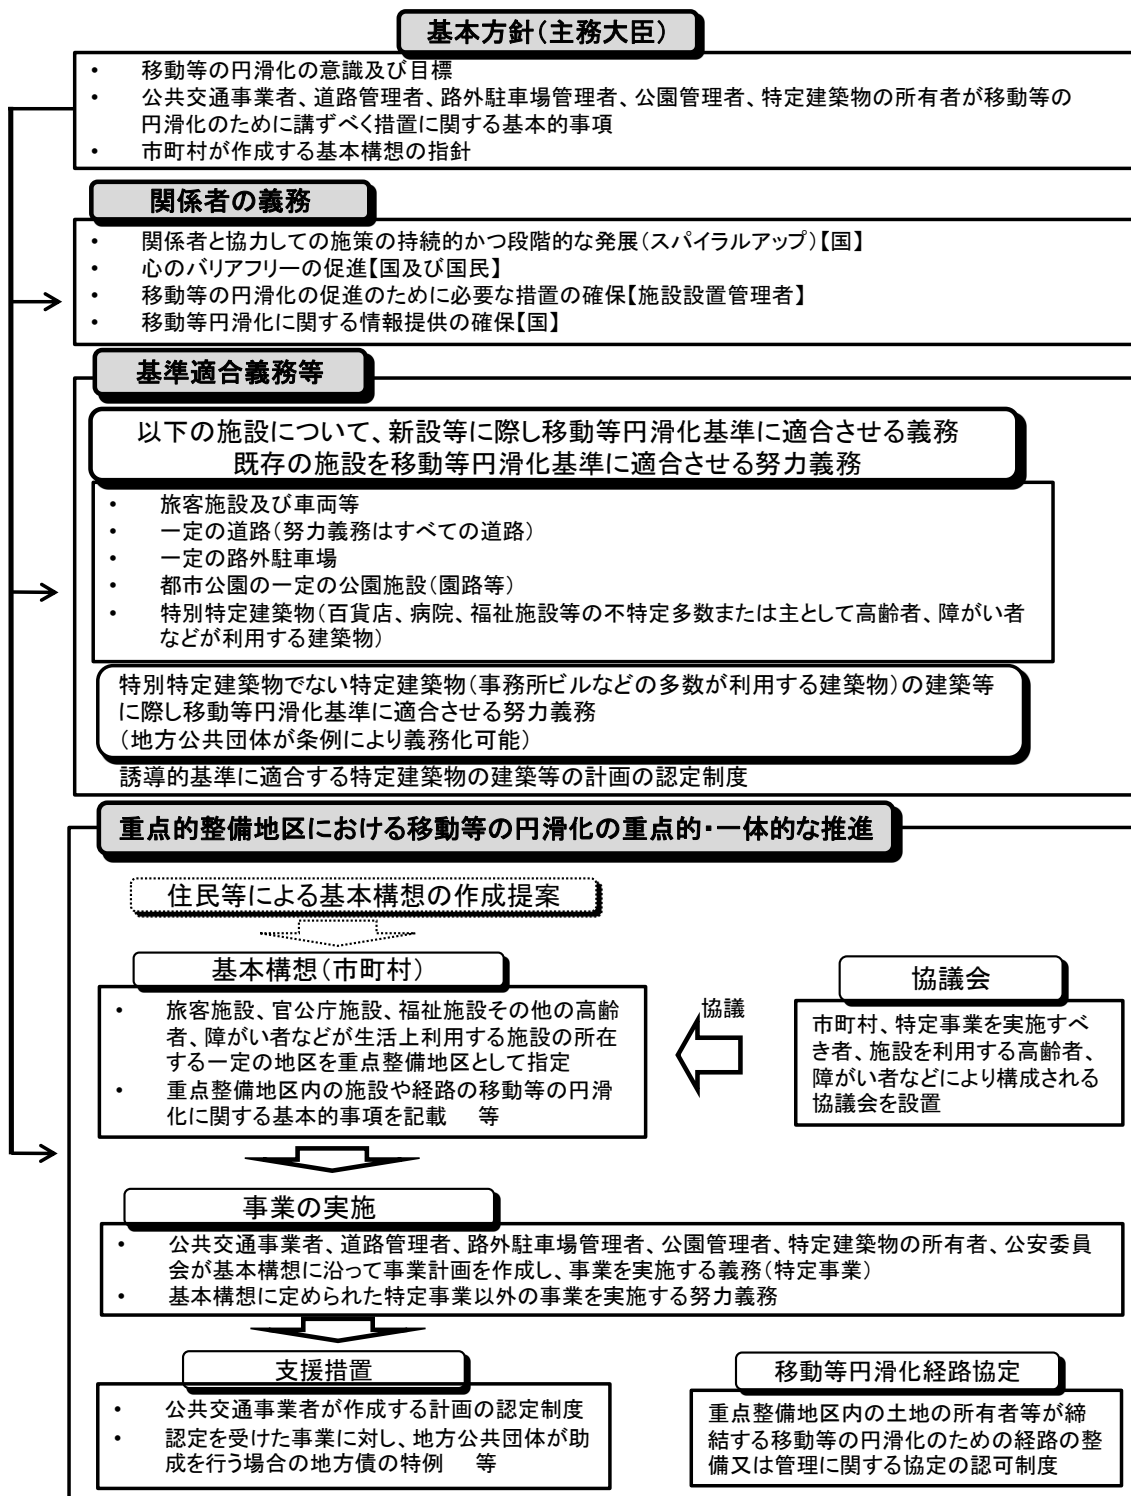 基本方針（主務大臣）
・ 移動等の円滑化の意識及び目標
・ 公共交通事業者、道路管理者、路外駐車場管理者、公園管理者、特定建築物の所有者が移動等の
円滑化のために講ずべく措置に関する基本的事項
・ 市町村が作成する基本構想の指針
関係者の義務
・ 関係者と協力しての施策の持続的かつ段階的な発展（スパイラルアップ）【国】
・ 心のバリアフリーの促進【国及び国民】
・ 移動等の円滑化の促進のために必要な措置の確保【施設設置管理者】
・ 移動等円滑化に関する情報提供の確保【国】
基準適合義務等
以下の施設について、新設等に際し移動等円滑化基準に適合させる義務
既存の施設を移動等円滑化基準に適合させる努力義務
・ 旅客施設及び車両等
・ 一定の道路（努力義務はすべての道路）
・ 一定の路外駐車場
・ 都市公園の一定の公園施設（園路等）
・ 特別特定建築物（百貨店、病院、福祉施設等の不特定多数または主として高齢者、障がい者
などが利用する建築物）
特別特定建築物でない特定建築物（事務所ビルなどの多数が利用する建築物）の建築等
に際し移動等円滑化基準に適合させる努力義務
（地方公共団体が条例により義務化可能）
誘導的基準に適合する特定建築物の建築等の計画の認定制度
重点的整備地区における移動等の円滑化の重点的・一体的な推進
住民等による基本構想の作成提案
基本構想（市町村）
・ 旅客施設、官公庁施設、福祉施設その他の高齢
者、障がい者などが生活上利用する施設の所在
する一定の地区を重点整備地区として指定
・ 重点整備地区内の施設や経路の移動等の円滑
化に関する基本的事項を記載 等
協議
協議会
市町村、特定事業を実施すべ
き者、施設を利用する高齢者、
障がい者などにより構成される
協議会を設置
事業の実施
・ 公共交通事業者、道路管理者、路外駐車場管理者、公園管理者、特定建築物の所有者、公安委員
会が基本構想に沿って事業計画を作成し、事業を実施する義務（特定事業）
・ 基本構想に定められた特定事業以外の事業を実施する努力義務
支援措置
・ 公共交通事業者が作成する計画の認定制度
・ 認定を受けた事業に対し、地方公共団体が助
成を行う場合の地方債の特例 等
移動等円滑化経路協定
重点整備地区内の土地の所有者等が締
結する移動等の円滑化のための経路の整
備又は管理に関する協定の認可制度